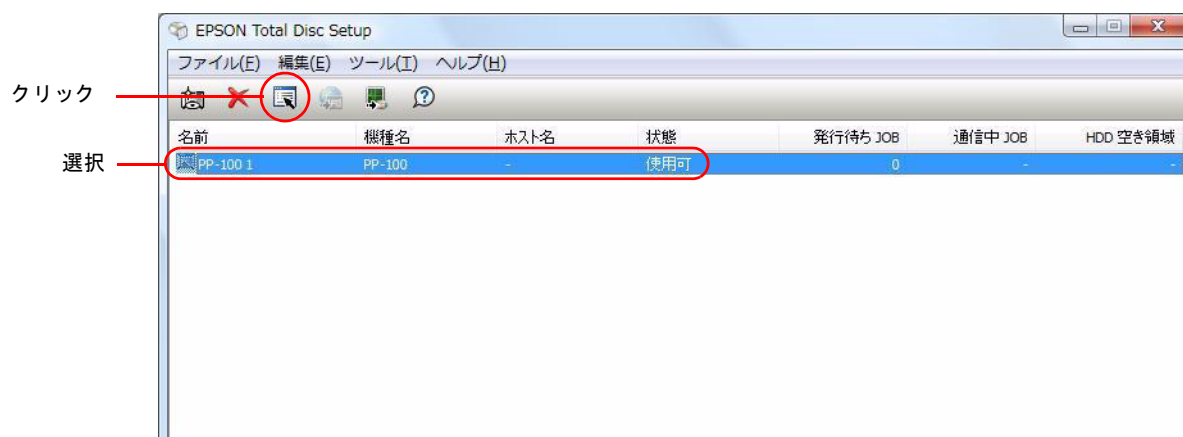 EPSON Total Disc Setup
ファイル(F) 編集(E) ツール(T) ヘルプ(H)
クリック
名前 機種名 ホスト名 状態 発行待ち JOB 通信中 JOB HDD 空き領域
選択
PP-100 1 PP-100 - 使用可 0 - -